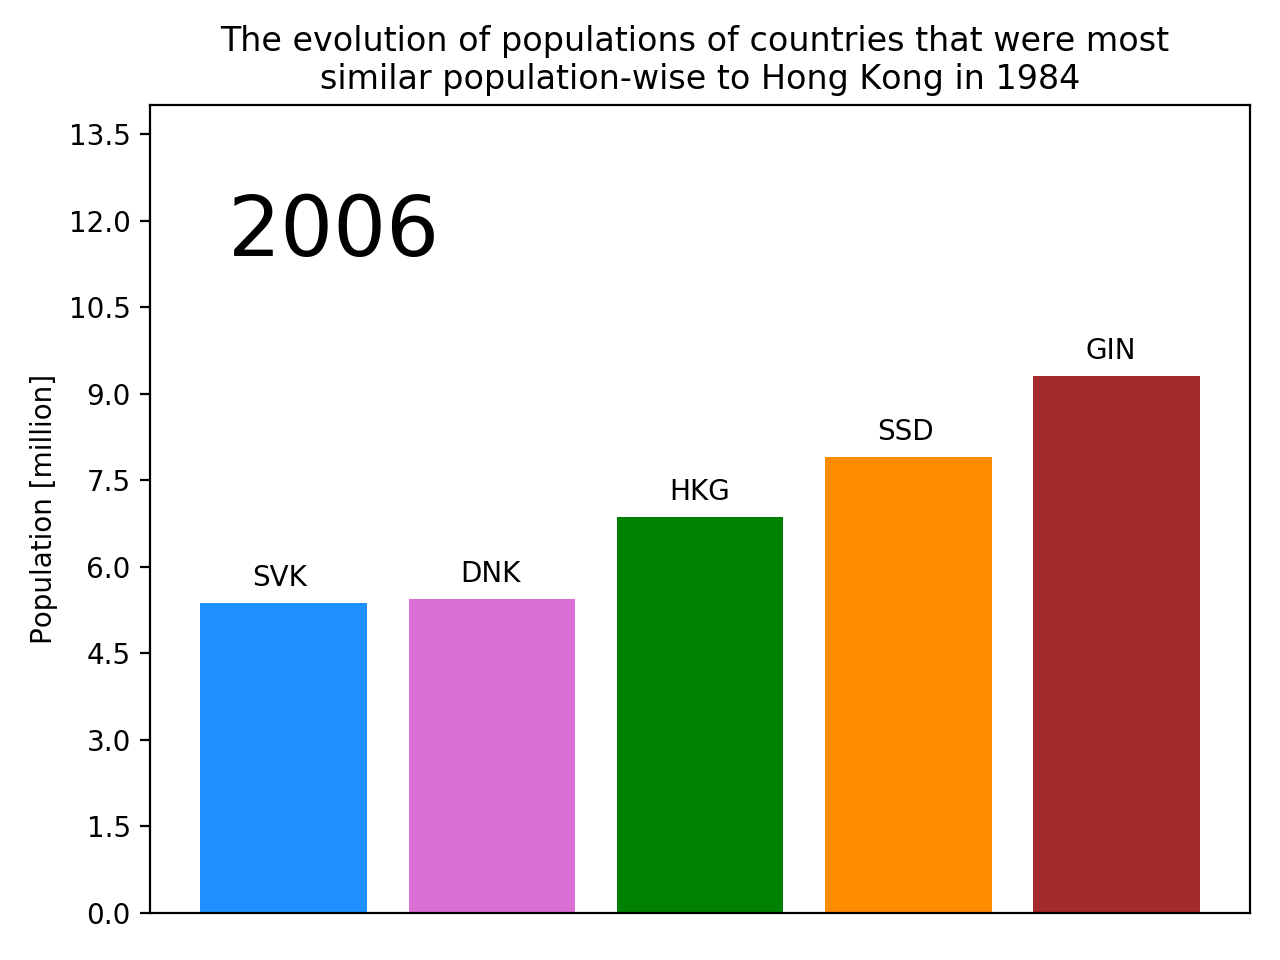 The evolution of populations of countries that were most
similar population-wise to Hong Kong in 1984
13.5
12.0
10.5
9.0
7.5
6.0
4.5
3.0
1.5
0.0
Population [million]
2006
SVK
DNK
HKG
SSD
GIN